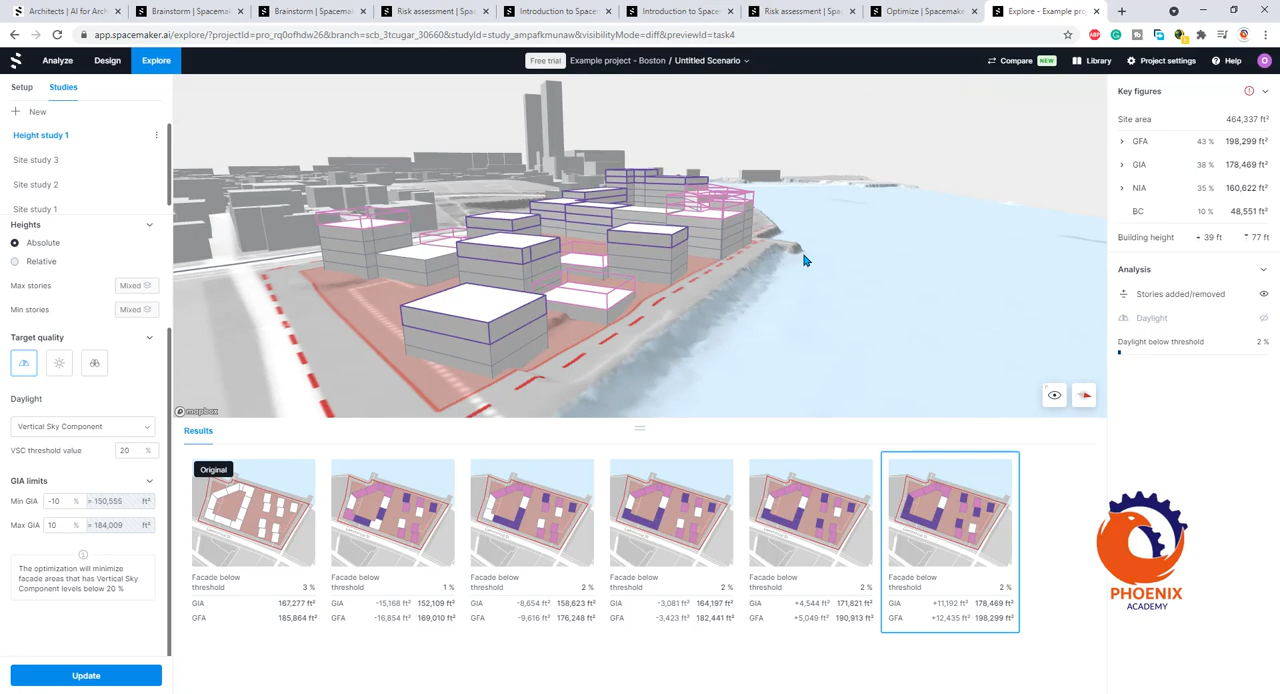 Architects | AI for Arch
Brainstorm | Spacemak
Brainstorm | Spacemak
Risk assessment | Spac
Introduction to Spaces
Introduction to Spaces
Risk assessment | Spac
Optimize | Spacemake
Explore - Example pro
app.spacemaker.ai/explore/?projectId=pro_rq0ofhdw26&branch=scb_3tcugar_30660&studyId=study_ampafkmunaw&visibilityMode=diff&previewId=task4
Analyze
Design
Explore
Free trial
Example project - Boston / Untitled Scenario
Compare NEW
Library
Project settings
Help
O
Setup
Studies
New
Height study 1
Site study 3
Site study 2
Site study 1
Heights
Absolute
Relative
Max stories Mixed
Min stories Mixed
Target quality
Daylight
Vertical Sky Component
VSC threshold value 20 %
GIA limits
Min GIA -10 % = 150,555 ft²
Max GIA 10 % = 184,009 ft²
The optimization will minimize
facade areas that has Vertical Sky
Component levels below 20 %
Update
mapbox
Results
Original
Facade below
threshold 3 %
GIA 167,277 ft²
GFA 185,864 ft²
Facade below
threshold 1 %
GIA -15,168 ft² 152,109 ft²
GFA -16,854 ft² 169,010 ft²
Facade below
threshold 2 %
GIA -8,654 ft² 158,623 ft²
GFA -9,616 ft² 176,248 ft²
Facade below
threshold 2 %
GIA -3,081 ft² 164,197 ft²
GFA -3,423 ft² 182,441 ft²
Facade below
threshold 2 %
GIA +4,544 ft² 171,821 ft²
GFA +5,049 ft² 190,913 ft²
Facade below
threshold 2 %
GIA +11,192 ft² 178,469 ft²
GFA +12,435 ft² 198,299 ft²
Key figures
Site area 464,337 ft²
GFA 43 % 198,299 ft²
GIA 38 % 178,469 ft²
NIA 35 % 160,622 ft²
BC 10 % 48,551 ft²
Building height 39 ft 77 ft
Analysis
Stories added/removed
Daylight
Daylight below threshold 2 %
PHOENIX
ACADEMY